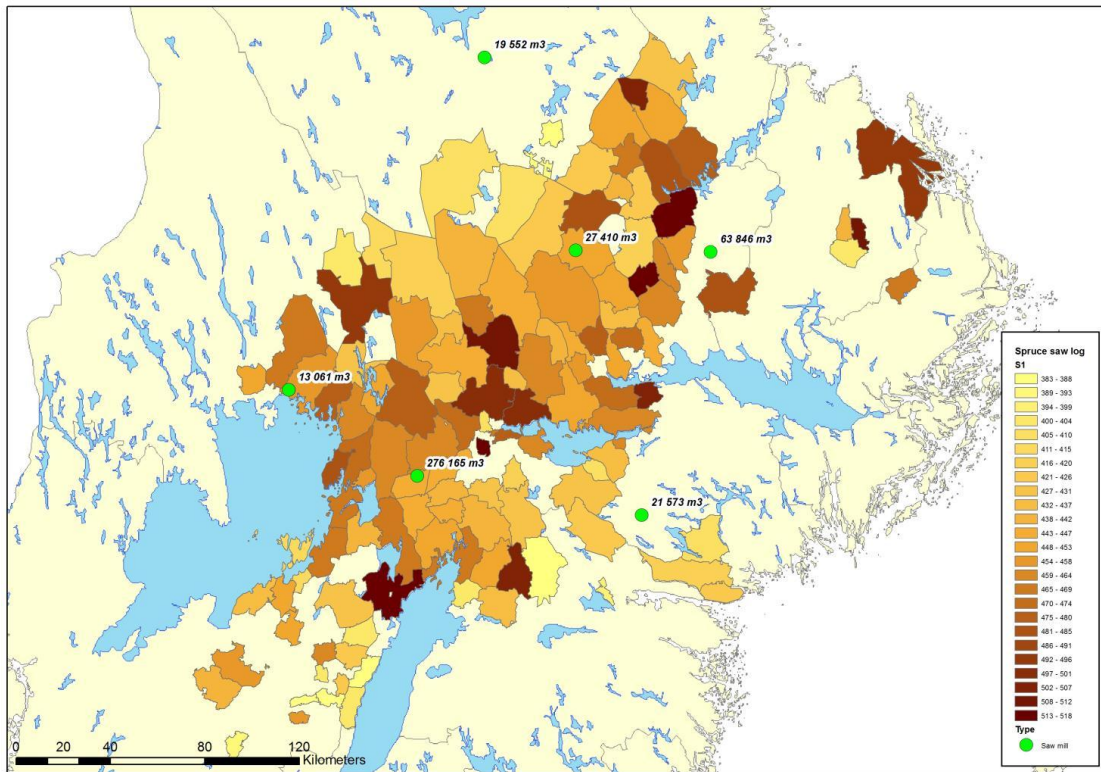 19 552 m3
27 410 m3
63 846 m3
13 061 m3
276 165 m3
21 573 m3
Spruce saw log
S1
383 - 388
389 - 393
394 - 399
400 - 404
405 - 410
411 - 415
416 - 420
421 - 426
427 - 431
432 - 437
438 - 442
443 - 447
448 - 453
454 - 458
459 - 464
465 - 469
470 - 474
475 - 480
481 - 485
486 - 491
492 - 496
497 - 501
502 - 507
508 - 512
513 - 518
Type
Saw mill
0 20 40 80 120
Kilometers